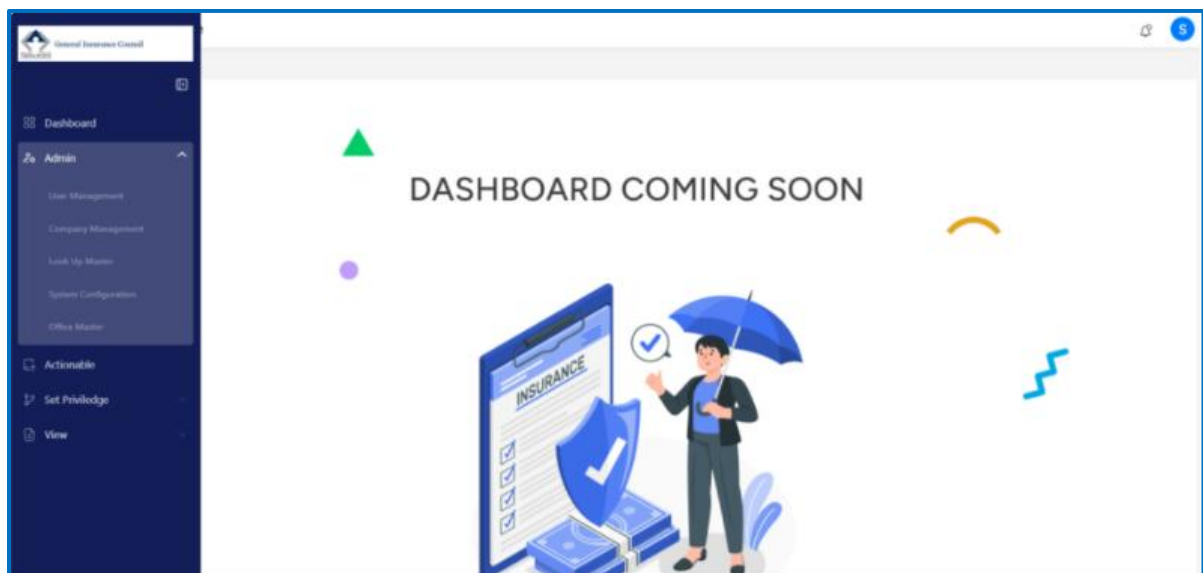 General Insurance Council
S
Dashboard
Admin
User Management
Company Management
Look Up Master
System Configuration
Office Master
Actionable
Set Priviledge
View
DASHBOARD COMING SOON
INSURANCE